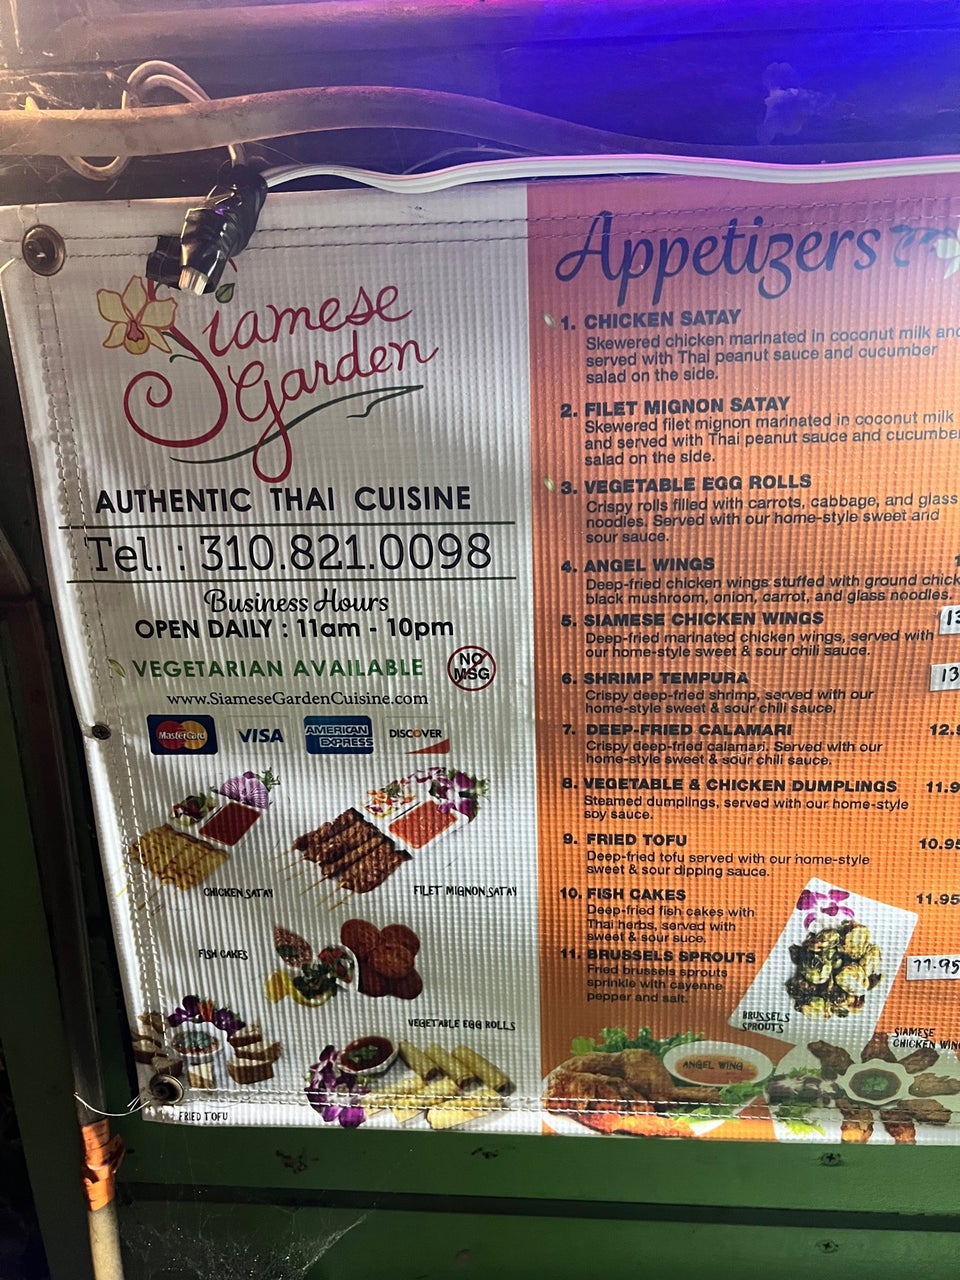 Siamese
Garden
AUTHENTIC THAI CUISINE
Tel. : 310.821.0098
Business Hours
OPEN DAILY : 11am - 10pm
VEGETARIAN AVAILABLE
NO
MSG
www.SiameseGardenCuisine.com
MasterCard
VISA
AMERICAN
EXPRESS
DISCOVER
CHICKEN SATAY
FILET MIGNON SATAY
FISH CAKES
VEGETABLE EGG ROLLS
FRIED TOFU
Appetizers
1. CHICKEN SATAY
Skewered chicken marinated in coconut milk and
served with Thai peanut sauce and cucumber
salad on the side.
2. FILET MIGNON SATAY
Skewered filet mignon marinated in coconut milk
and served with Thai peanut sauce and cucumber
salad on the side.
3. VEGETABLE EGG ROLLS
Crispy rolls filled with carrots, cabbage, and glass
noodles. Served with our home-style sweet and
sour sauce.
4. ANGEL WINGS
Deep-fried chicken wings stuffed with ground chick
black mushroom, onion, carrot, and glass noodles.
5. SIAMESE CHICKEN WINGS 13
Deep-fried marinated chicken wings, served with
our home-style sweet & sour chili sauce.
6. SHRIMP TEMPURA 13
Crispy deep-fried shrimp, served with our
home-style sweet & sour chili sauce.
7. DEEP-FRIED CALAMARI 12.9
Crispy deep-fried calamari. Served with our
home-style sweet & sour chili sauce.
8. VEGETABLE & CHICKEN DUMPLINGS 11.9
Steamed dumplings, served with our home-style
soy sauce.
9. FRIED TOFU 10.95
Deep-fried tofu served with our home-style
sweet & sour dipping sauce.
10. FISH CAKES 11.95
Deep-fried fish cakes with
Thai herbs, served with
sweet & sour suce.
11. BRUSSELS SPROUTS 11.95
Fried brussels sprouts
sprinkle with cayenne
pepper and salt.
BRUSSELS
SPROUTS
ANGEL WING
SIAMESE
CHICKEN WING